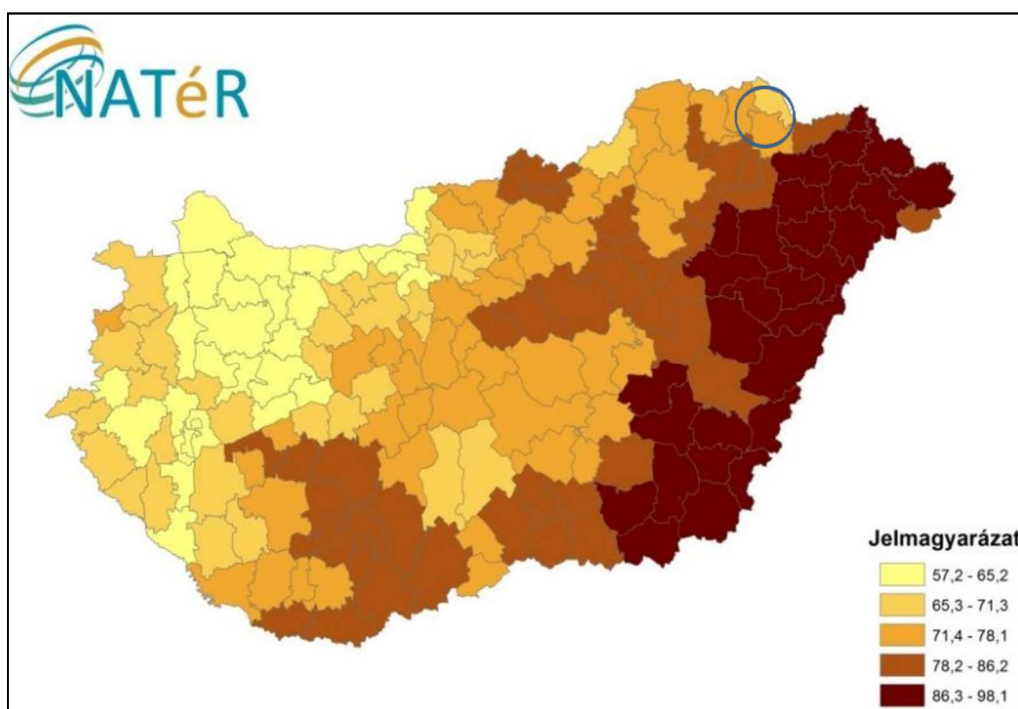 NATéR
Jelmagyarázat
57,2 - 65,2
65,3 - 71,3
71,4 - 78,1
78,2 - 86,2
86,3 - 98,1